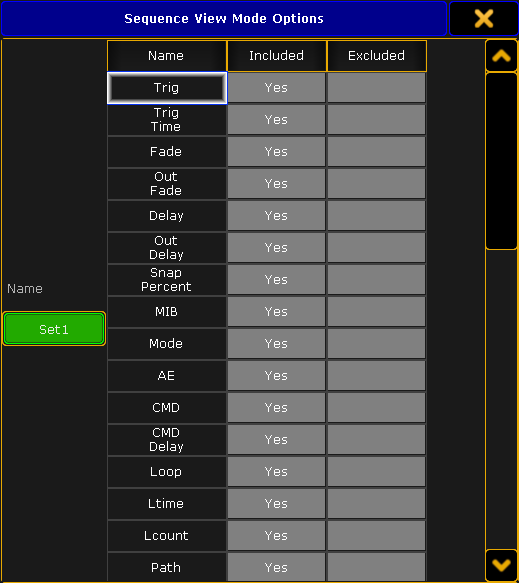 Sequence View Mode Options
Name Included Excluded
Trig Yes
Trig
Time Yes
Fade Yes
Out
Fade Yes
Delay Yes
Out
Delay Yes
Snap
Percent Yes
Name
MIB Yes
Set1
Mode Yes
AE Yes
CMD Yes
CMD
Delay Yes
Loop Yes
Ltime Yes
Lcount Yes
Path Yes